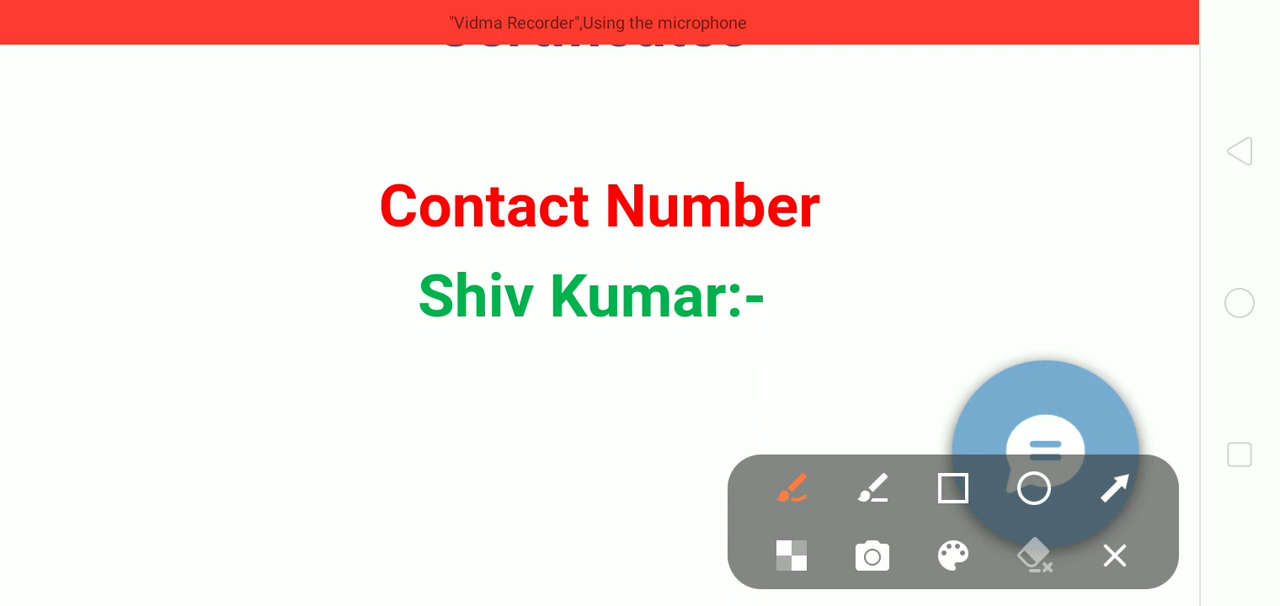 "Vidma Recorder",Using the microphone
Contact Number
Shiv Kumar:-